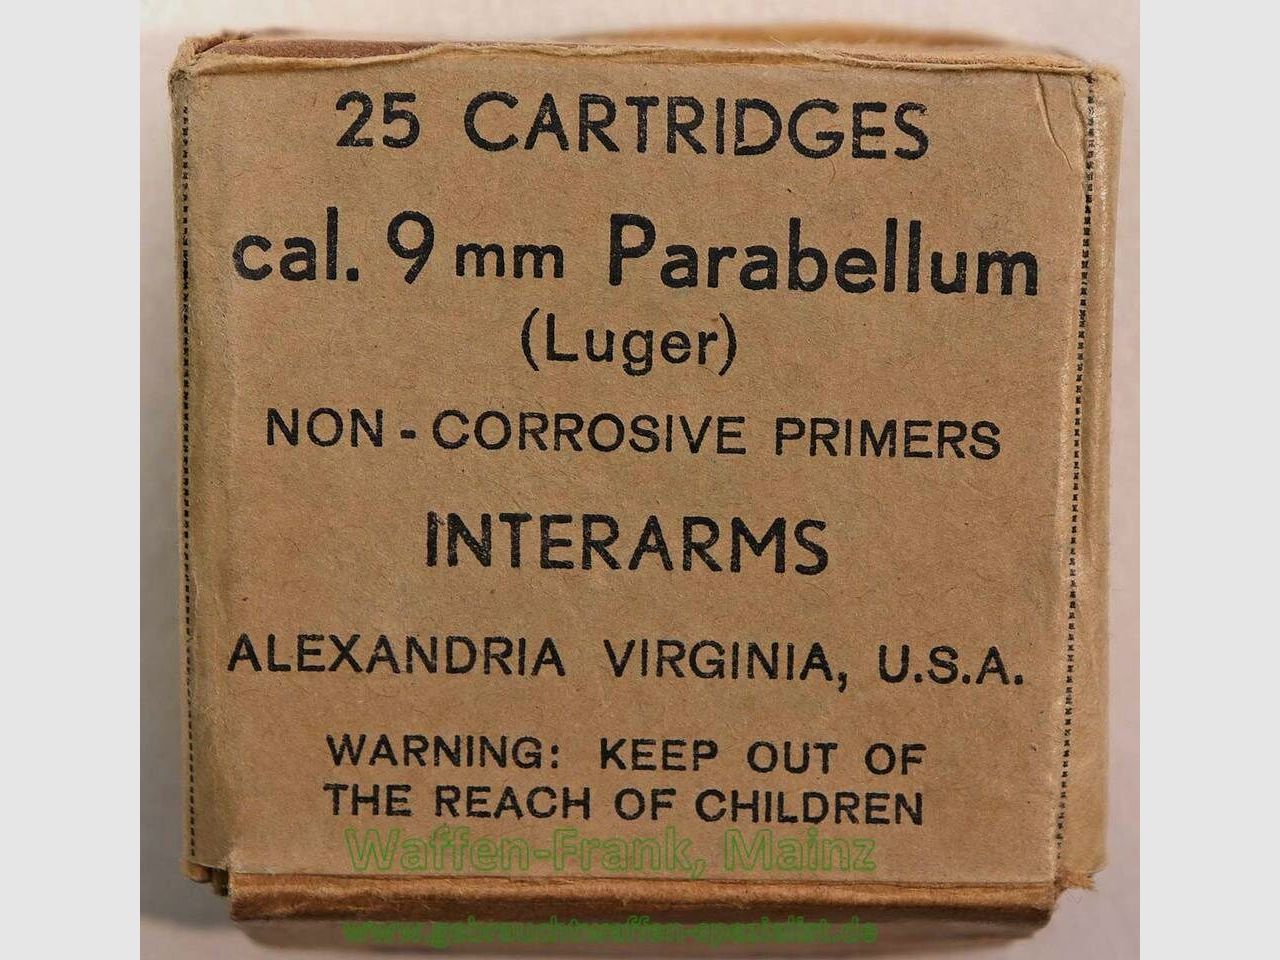 25 CARTRIDGES
cal. 9 mm Parabellum
(Luger)
NON-CORROSIVE PRIMERS
INTERARMS
ALEXANDRIA VIRGINIA, U.S.A.
WARNING: KEEP OUT OF
THE REACH OF CHILDREN
Waffen-Frank, Mainz
www.gebrauchtwaffen-spezialist.de